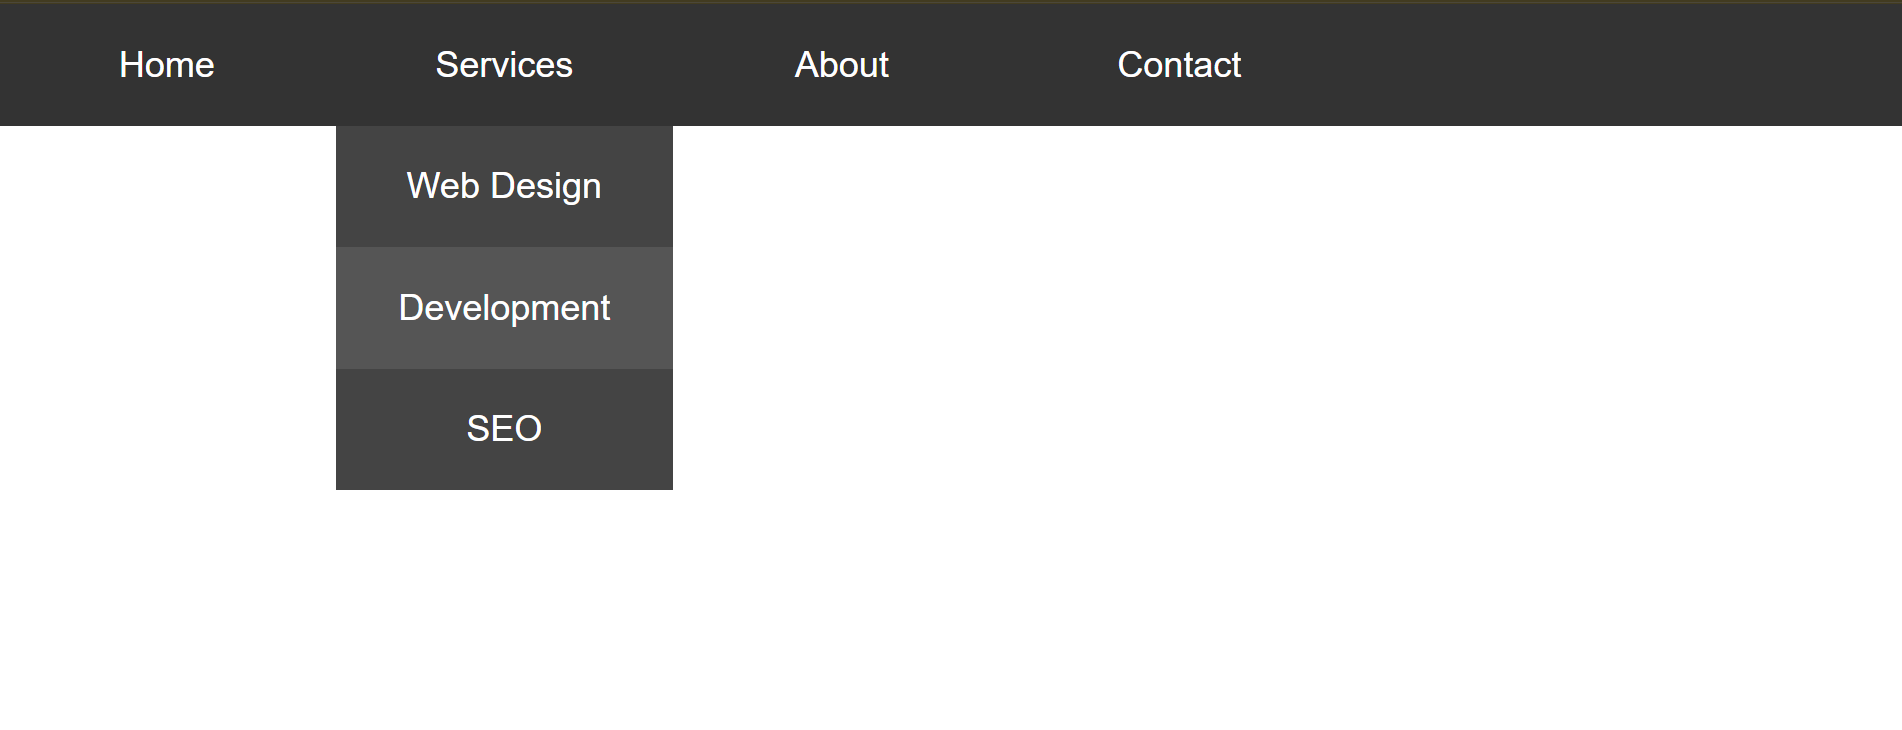 Home Services About Contact
Web Design
Development
SEO